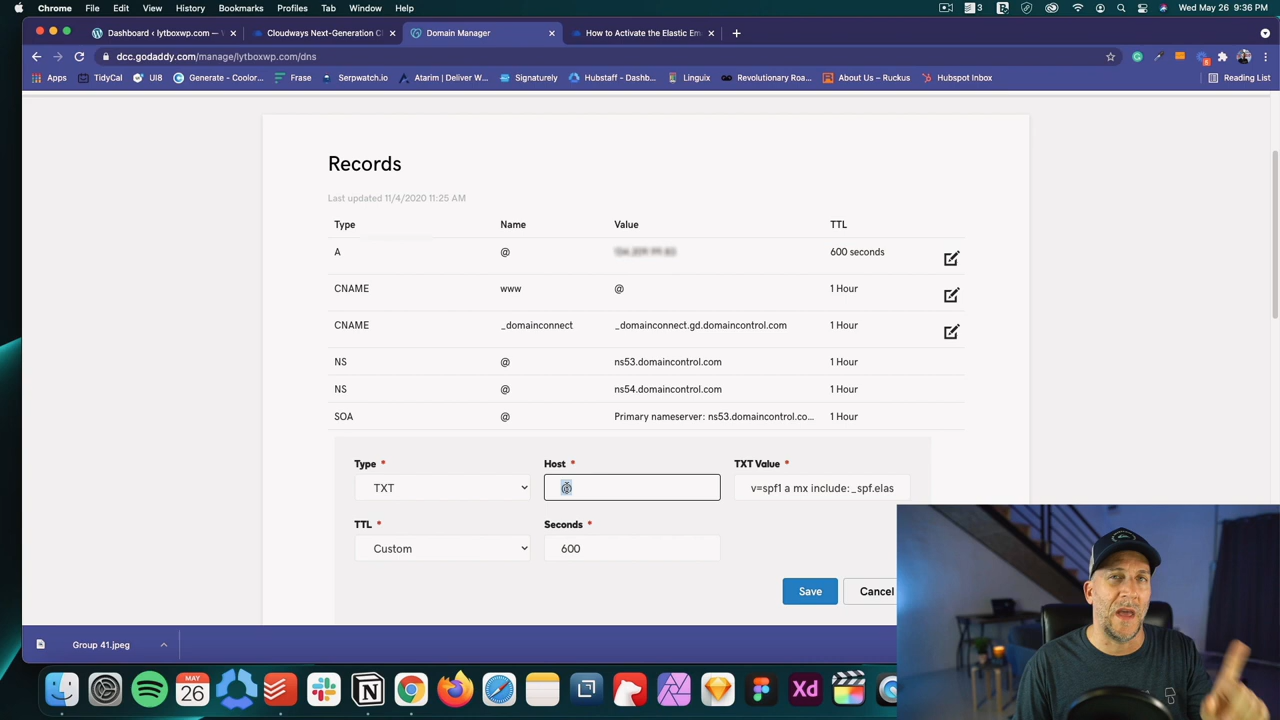 Chrome File Edit View History Bookmarks Profiles Tab Window Help
3 Wed May 26 9:36 PM
Dashboard ‹ lytboxwp.com — V
Cloudways Next-Generation C
Domain Manager
How to Activate the Elastic Em
dcc.godaddy.com/manage/lytboxwp.com/dns
6
Apps TidyCal UI8 Generate - Coolor... Frase Serpwatch.io Atarim | Deliver W... Signaturely Hubstaff - Dashb... Linguix Revolutionary Roa... About Us – Ruckus Hubspot Inbox Reading List
Records
Last updated 11/4/2020 11:25 AM
Type Name Value TTL
A @ 600 seconds
CNAME www @ 1 Hour
CNAME _domainconnect _domainconnect.gd.domaincontrol.com 1 Hour
NS @ ns53.domaincontrol.com 1 Hour
NS @ ns54.domaincontrol.com 1 Hour
SOA @ Primary nameserver: ns53.domaincontrol.co... 1 Hour
Type * Host * TXT Value *
TXT @ v=spf1 a mx include:_spf.elas
TTL * Seconds *
Custom 600
Save Cancel
Group 41.jpeg
MAY
26
Xd